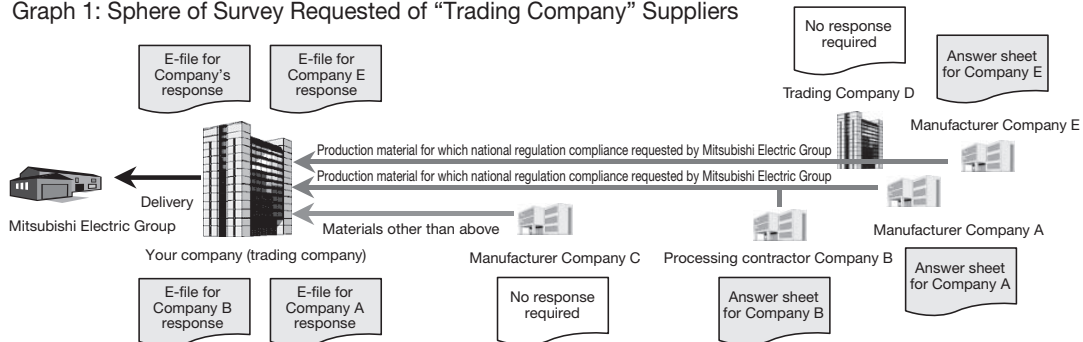 Graph 1: Sphere of Survey Requested of “Trading Company” Suppliers
E-file for
Company's
response
E-file for
Company E
response
No response
required
Answer sheet
for Company E
Trading Company D
Manufacturer Company E
Production material for which national regulation compliance requested by Mitsubishi Electric Group
Production material for which national regulation compliance requested by Mitsubishi Electric Group
Delivery
Mitsubishi Electric Group
Materials other than above
Manufacturer Company A
Your company (trading company)
Manufacturer Company C
Processing contractor Company B
E-file for
Company B
response
E-file for
Company A
response
No response
required
Answer sheet
for Company B
Answer sheet
for Company A